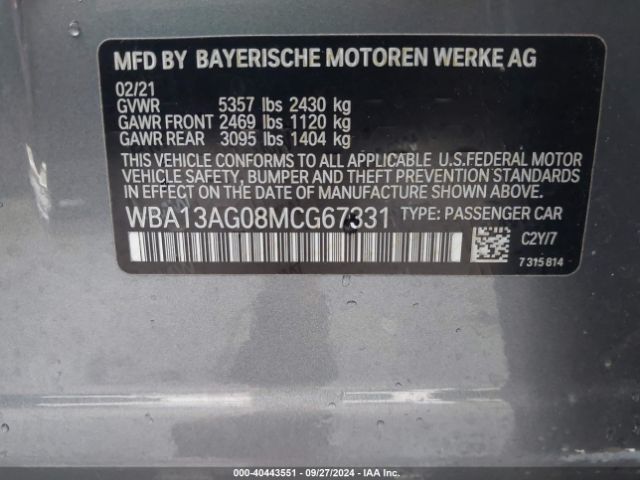 MFD BY BAYERISCHE MOTOREN WERKE AG
02/21
GVWR 5357 lbs 2430 kg
GAWR FRONT 2469 lbs 1120 kg
GAWR REAR 3095 lbs 1404 kg
THIS VEHICLE CONFORMS TO ALL APPLICABLE U.S.FEDERAL MOTOR
VEHICLE SAFETY, BUMPER AND THEFT PREVENTION STANDARDS
IN EFFECT ON THE DATE OF MANUFACTURE SHOWN ABOVE.
WBA13AG08MCG67331 TYPE: PASSENGER CAR
C2Y/7
7 315 814
000-40443551 - 09/27/2024 - IAA Inc.